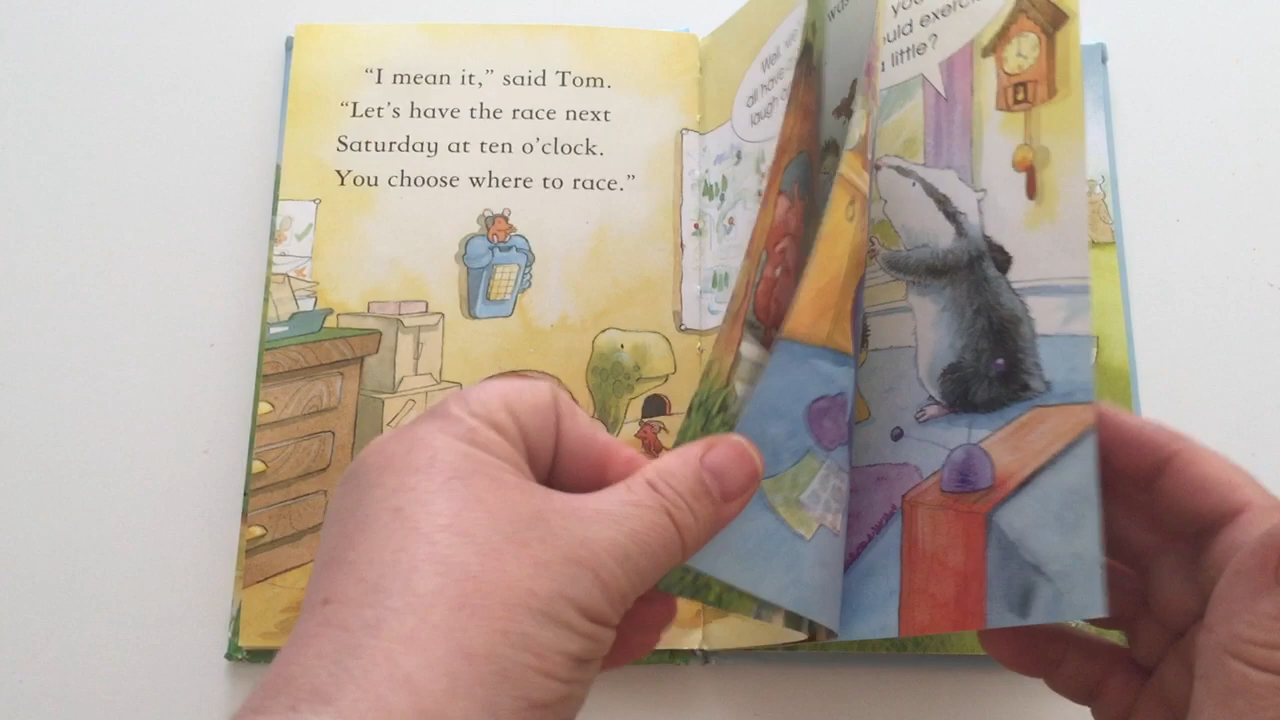 “I mean it,” said Tom.
“Let's have the race next
Saturday at ten o'clock.
You choose where to race.”
Well, we
all have
laugh
was
you
uld exerci
a little?